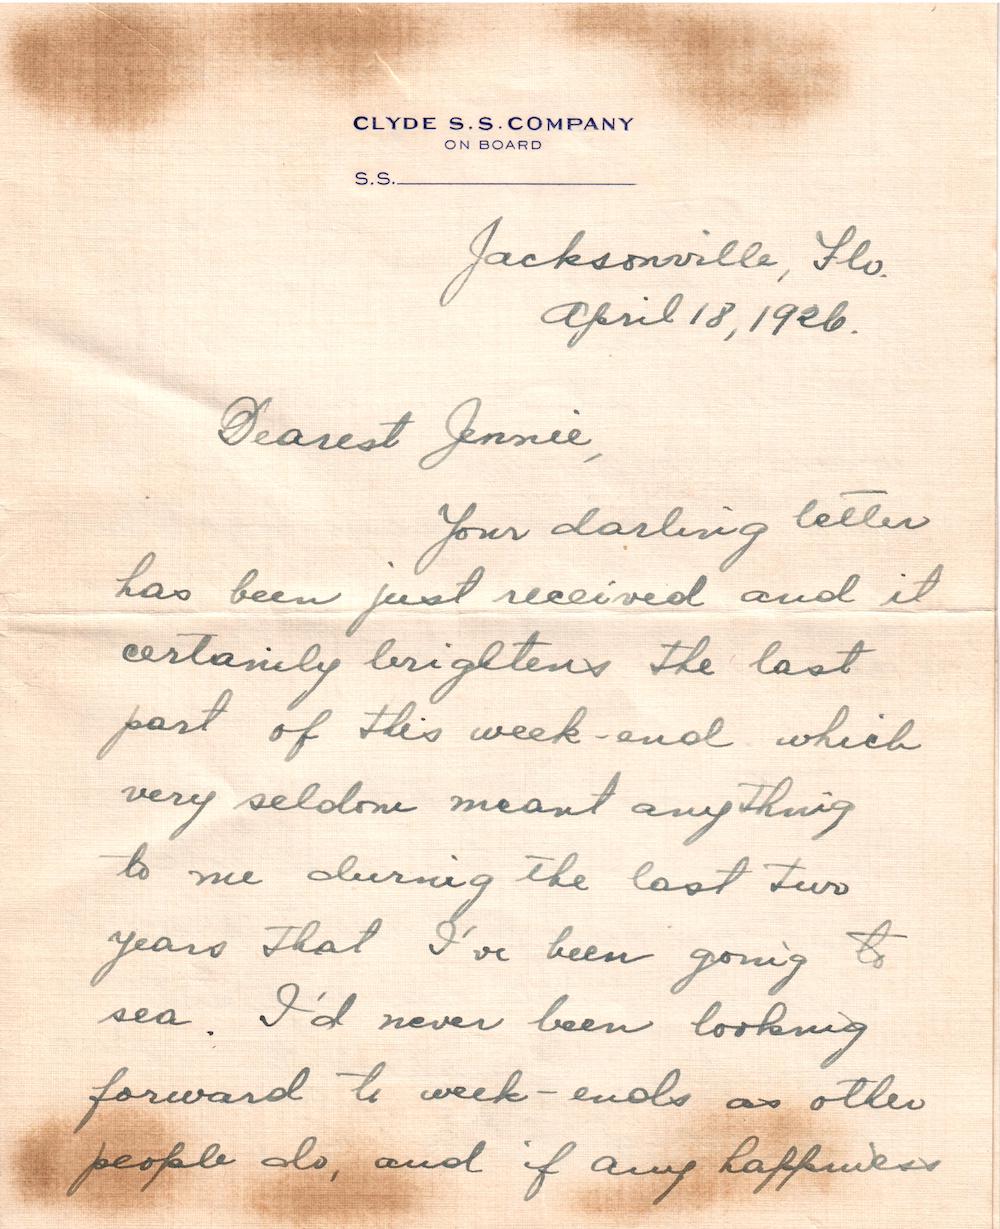 CLYDE S.S. COMPANY
ON BOARD
S.S.
Jacksonville, Fla.
April 18, 1926.
Dearest Jennie,
Your darling letter
has been just received and it
certainly brightens the last
part of this week-end which
very seldom meant anything
to me during the last two
years that I've been going to
sea. I'd never been looking
forward to week-ends as other
people do, and if any happiness